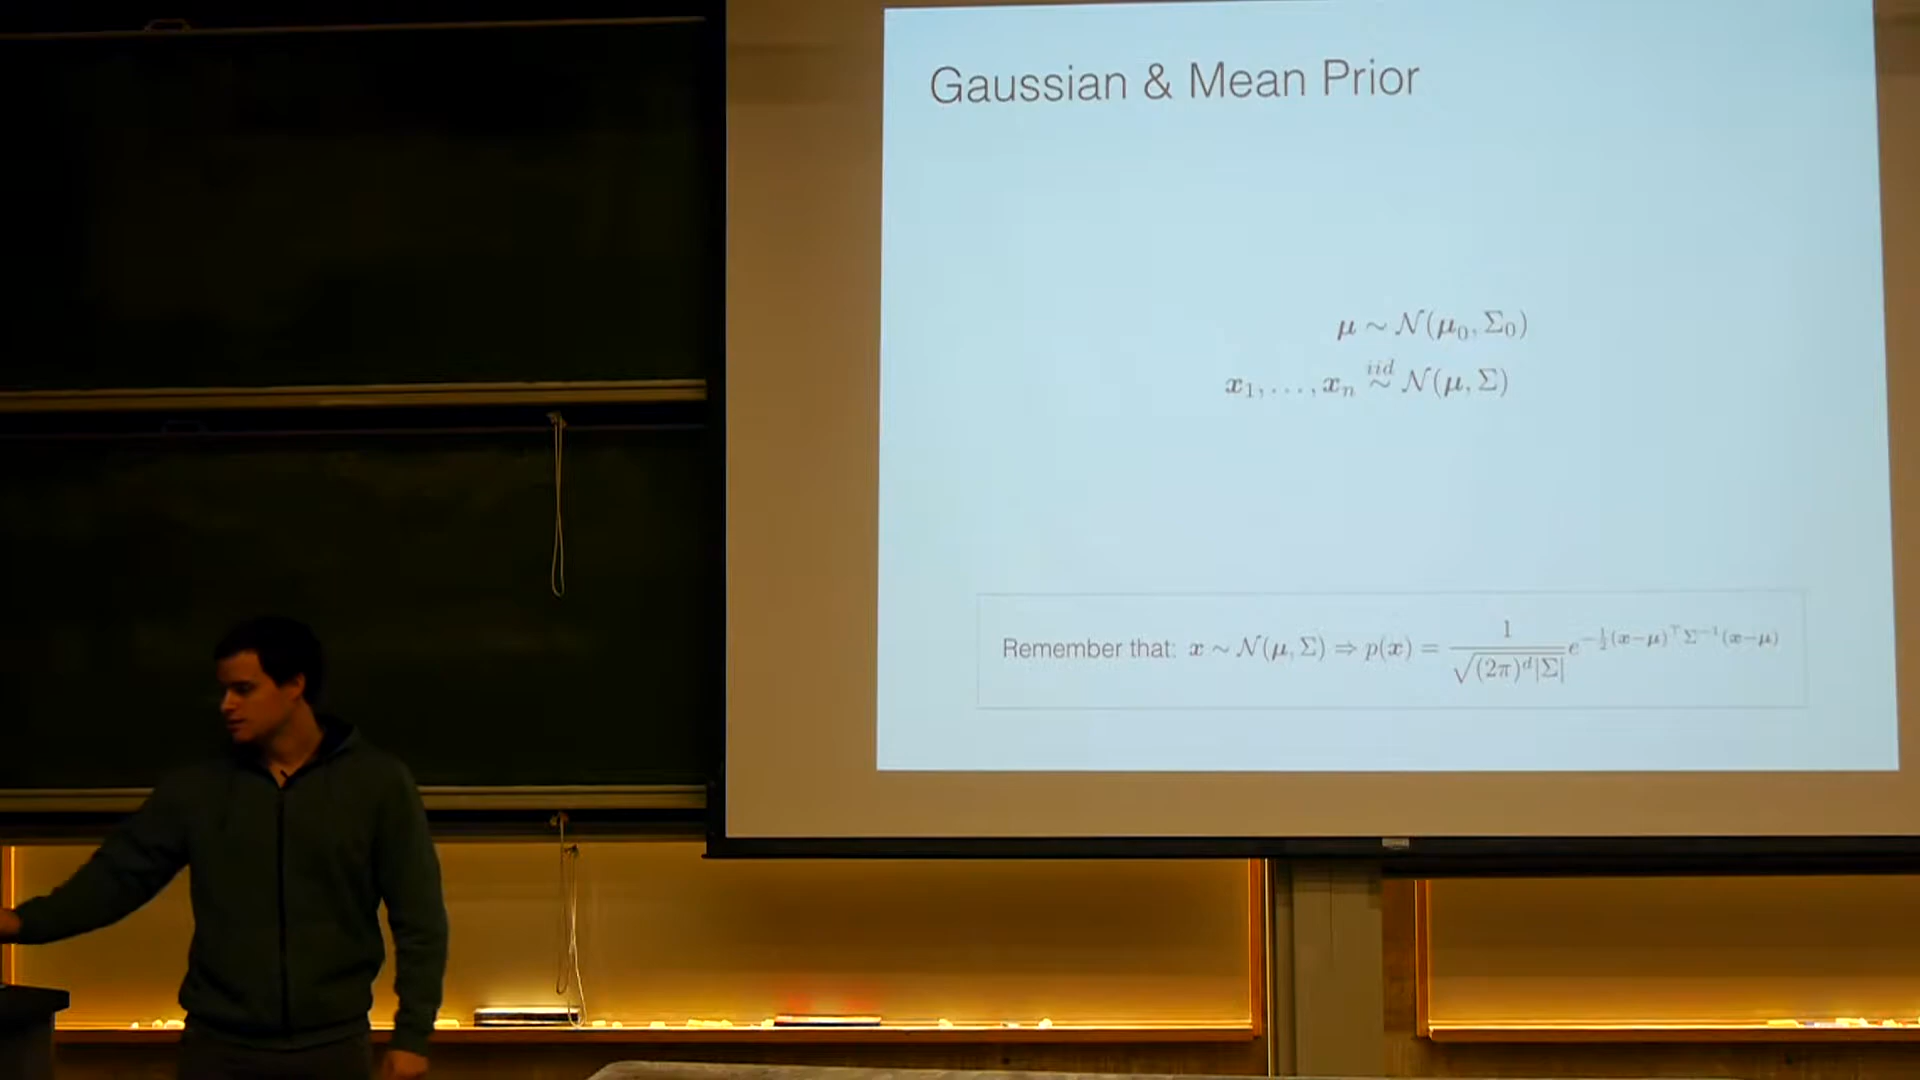 Gaussian & Mean Prior
μ ∼ 𝒩(μ₀, Σ₀)
x₁, . . . , xₙ iid∼ 𝒩(μ, Σ)
Remember that: x ∼ 𝒩(μ, Σ) ⇒ p(x) = 1/√((2π)ᵈ|Σ|) e^{−½(x−μ)^⊤Σ^{−1}(x−μ)}